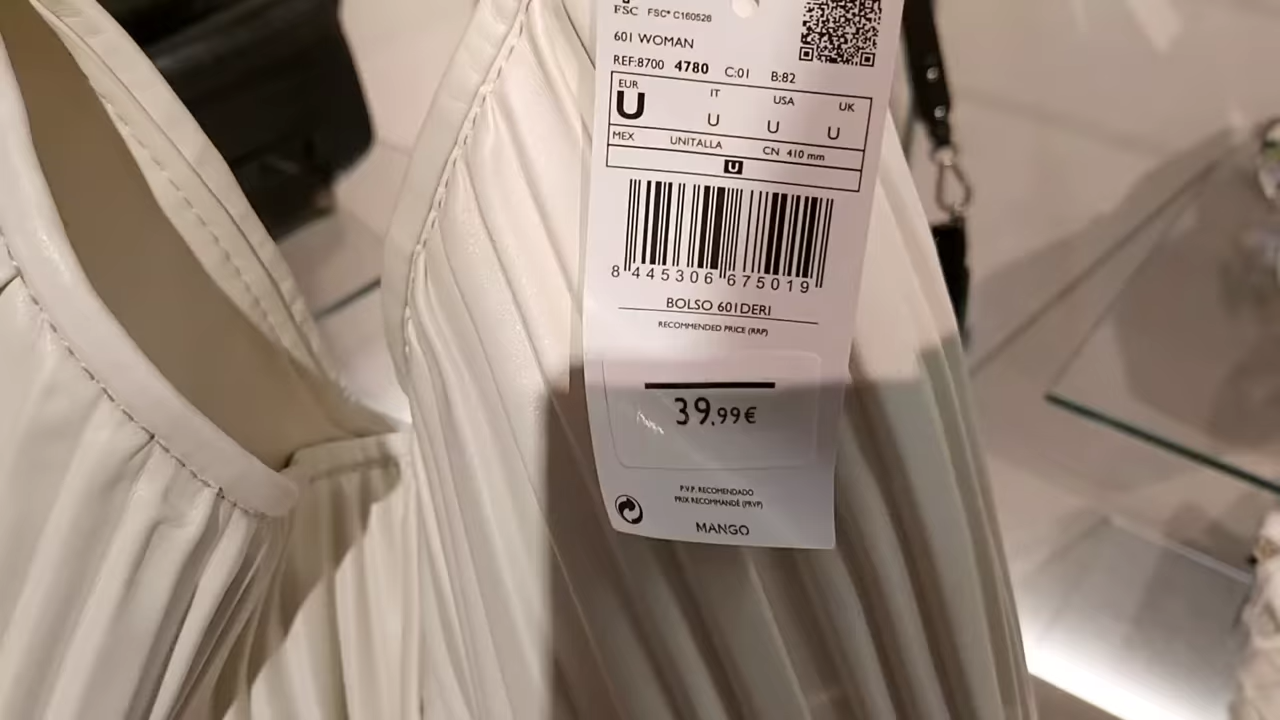 FSC FSC® C160526
601 WOMAN
REF:8700 4780 C:01 B:82
EUR IT USA UK
U U U U
MEX UNITALLA CN 410 mm
U
8 445306 675019
BOLSO 601DERI
RECOMMENDED PRICE (RRP)
39.99€
P.V.P. RECOMENDADO
PRIX RECOMMANDÉ (PRVP)
MANGO